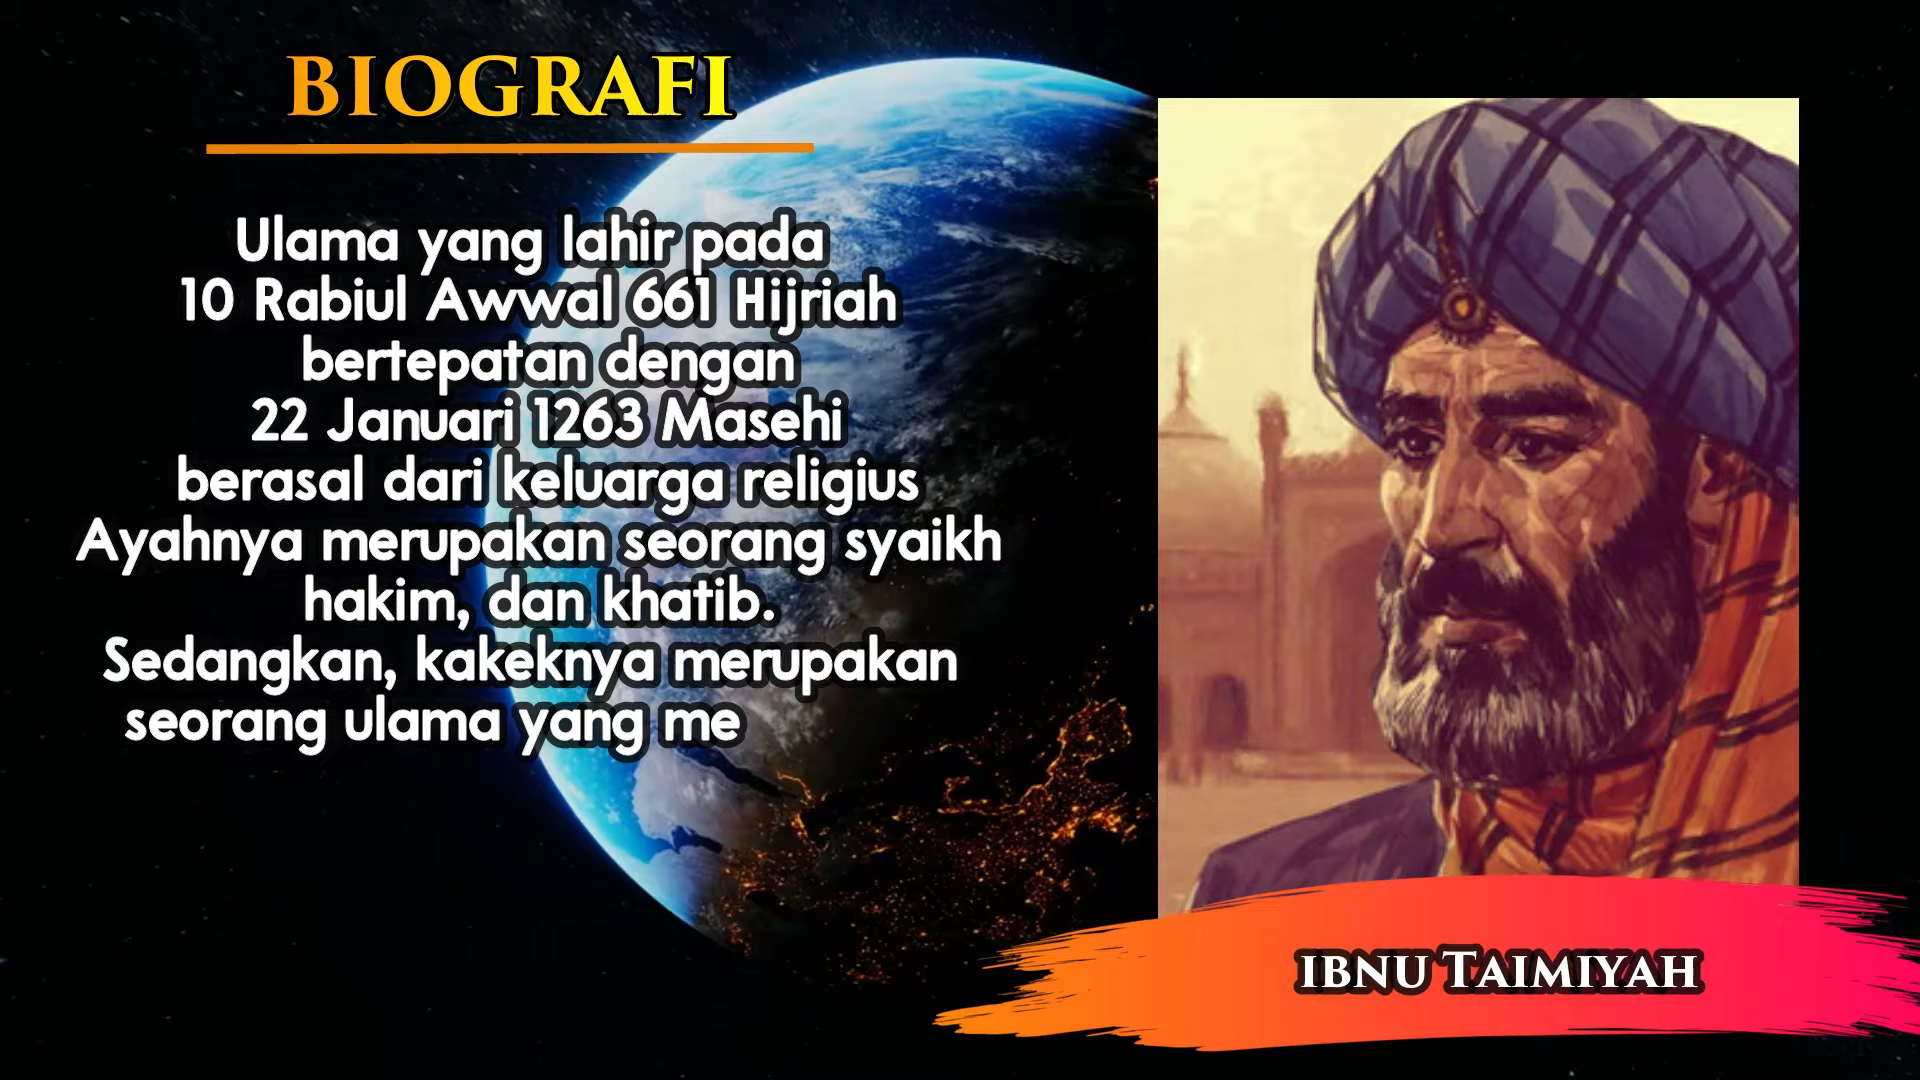 BIOGRAFI
Ulama yang lahir pada
10 Rabiul Awwal 661 Hijriah
bertepatan dengan
22 Januari 1263 Masehi
berasal dari keluarga religius
Ayahnya merupakan seorang syaikh
hakim, dan khatib.
Sedangkan, kakeknya merupakan
seorang ulama yang me
IBNU TAIMIYAH